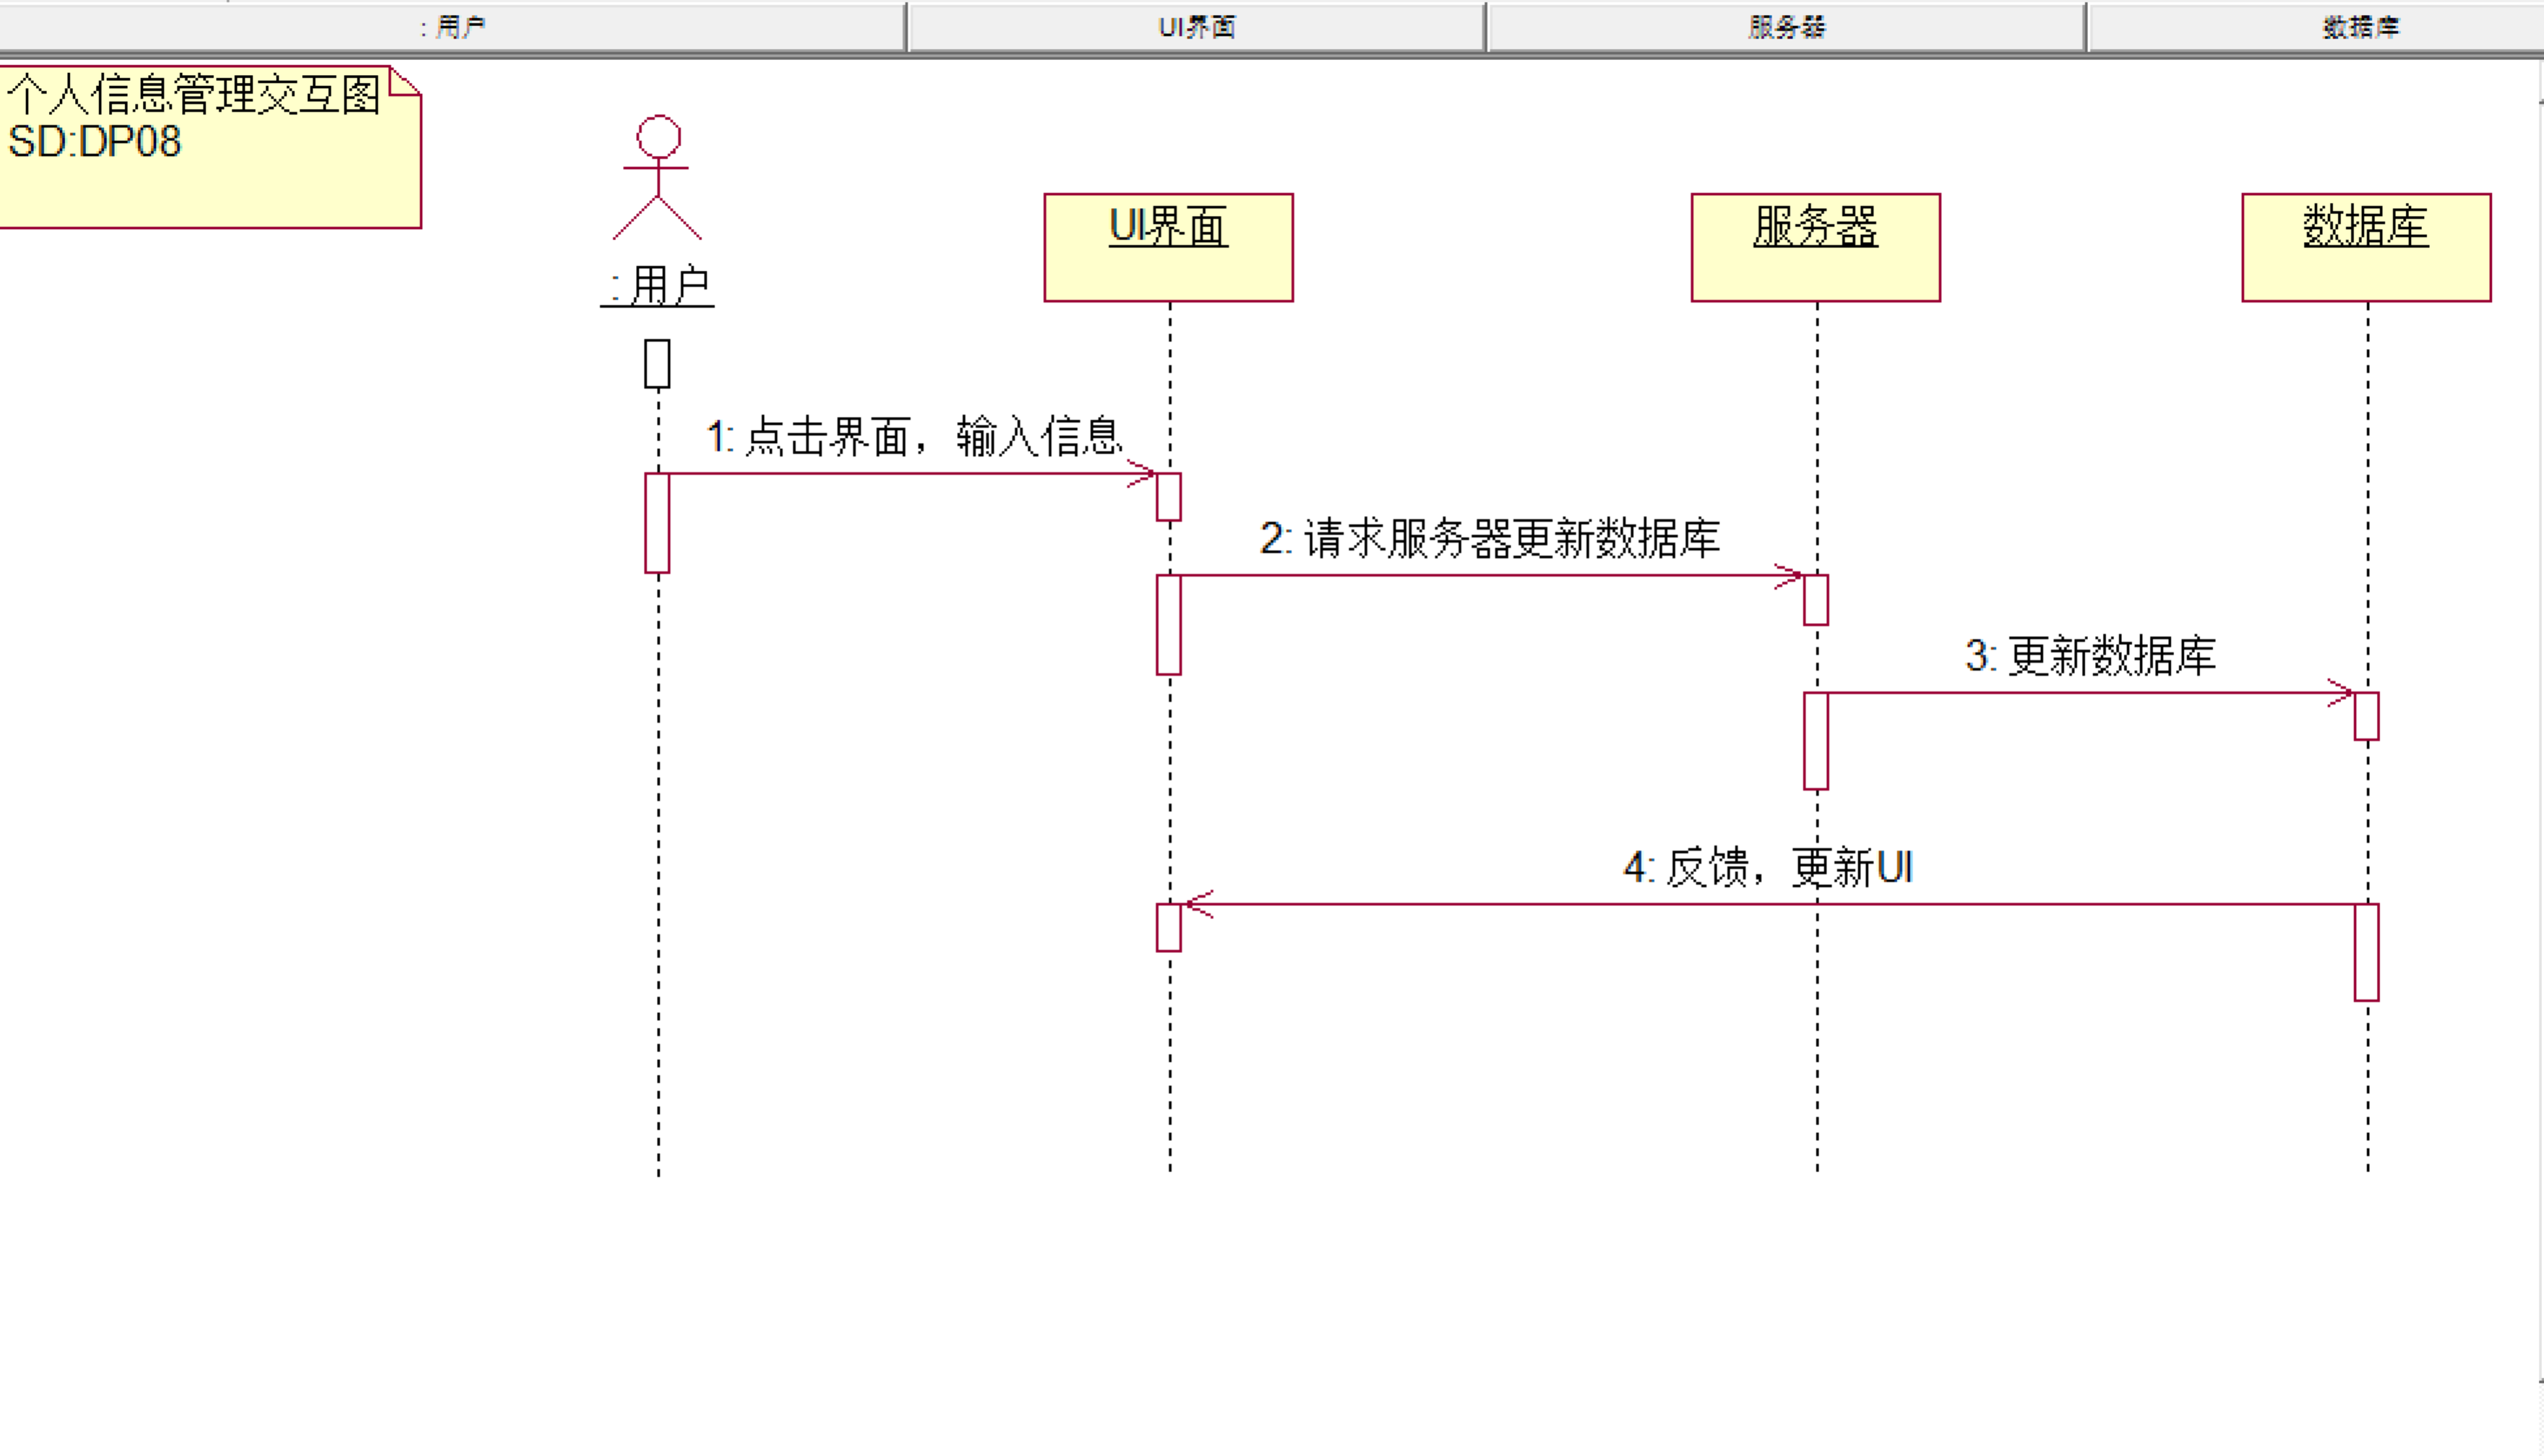 : 用户
UI界面
服务器
数据库
个人信息管理交互图
SD:DP08
: 用户
UI界面
服务器
数据库
1: 点击界面，输入信息
2: 请求服务器更新数据库
3: 更新数据库
4: 反馈，更新UI